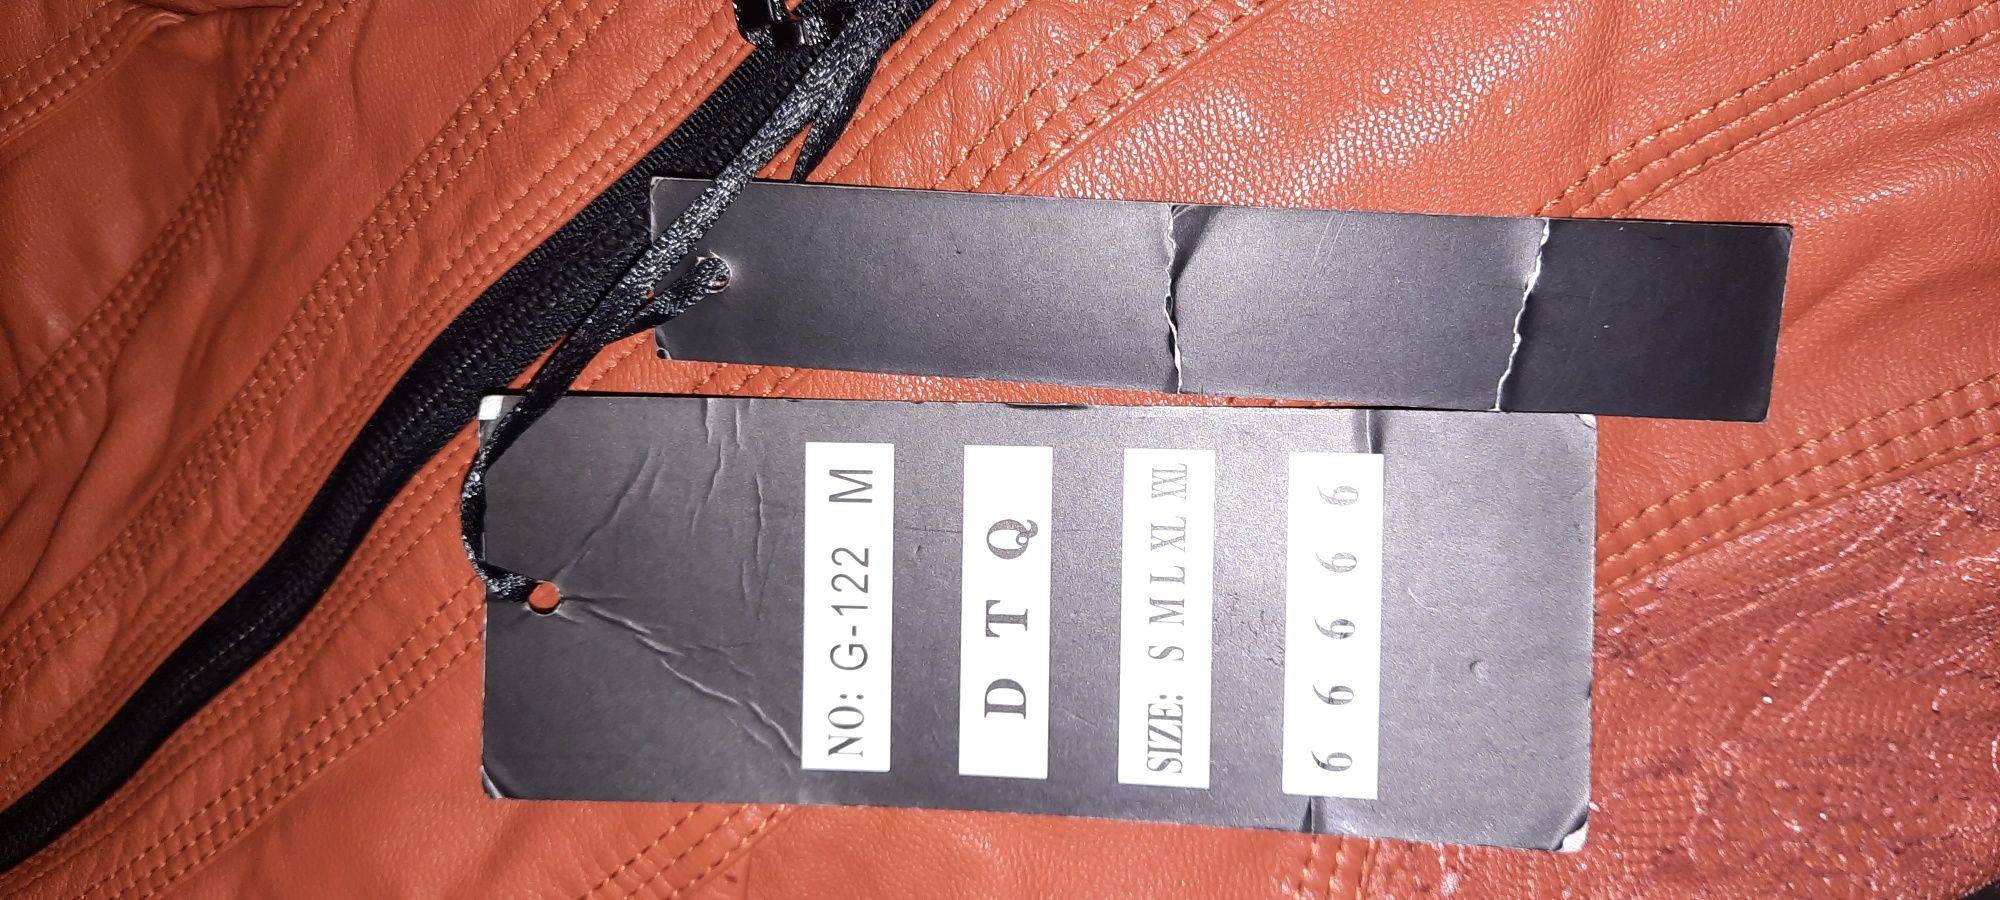 NO: G-122 M
D T Q
SIZE: S M L XL XXL
6 6 6 6 6